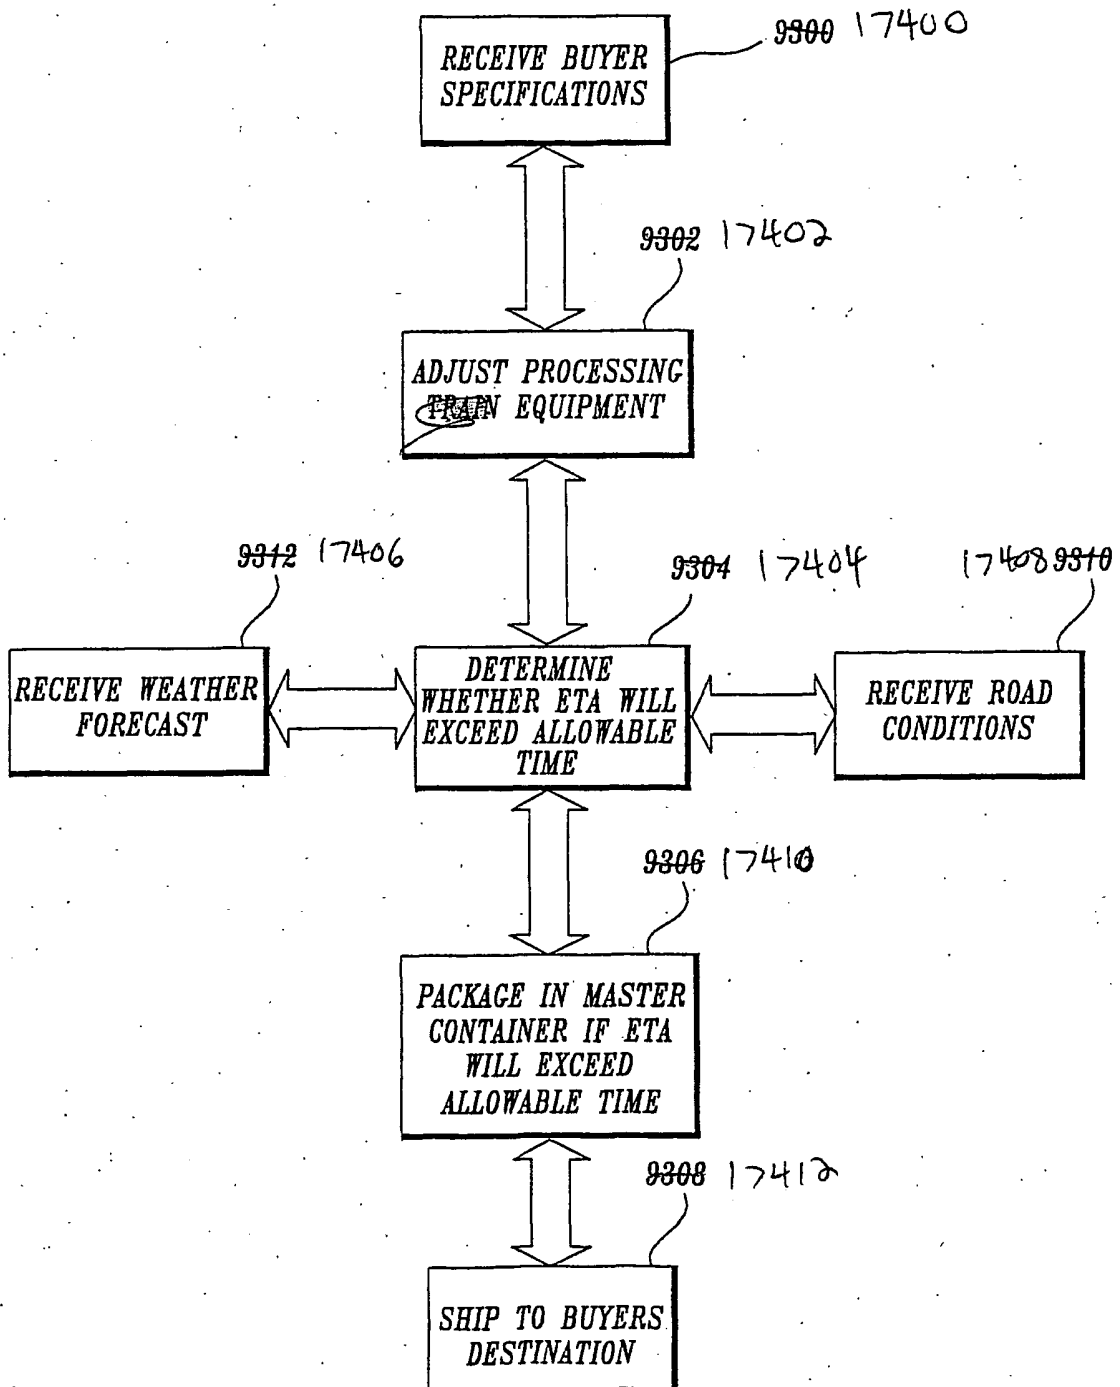 9300 17400
RECEIVE BUYER
SPECIFICATIONS
9302 17402
ADJUST PROCESSING
TRAIN EQUIPMENT
9312 17406
9304 17404
17408 9310
RECEIVE WEATHER
FORECAST
DETERMINE
WHETHER ETA WILL
EXCEED ALLOWABLE
TIME
RECEIVE ROAD
CONDITIONS
9306 17410
PACKAGE IN MASTER
CONTAINER IF ETA
WILL EXCEED
ALLOWABLE TIME
9308 17412
SHIP TO BUYERS
DESTINATION